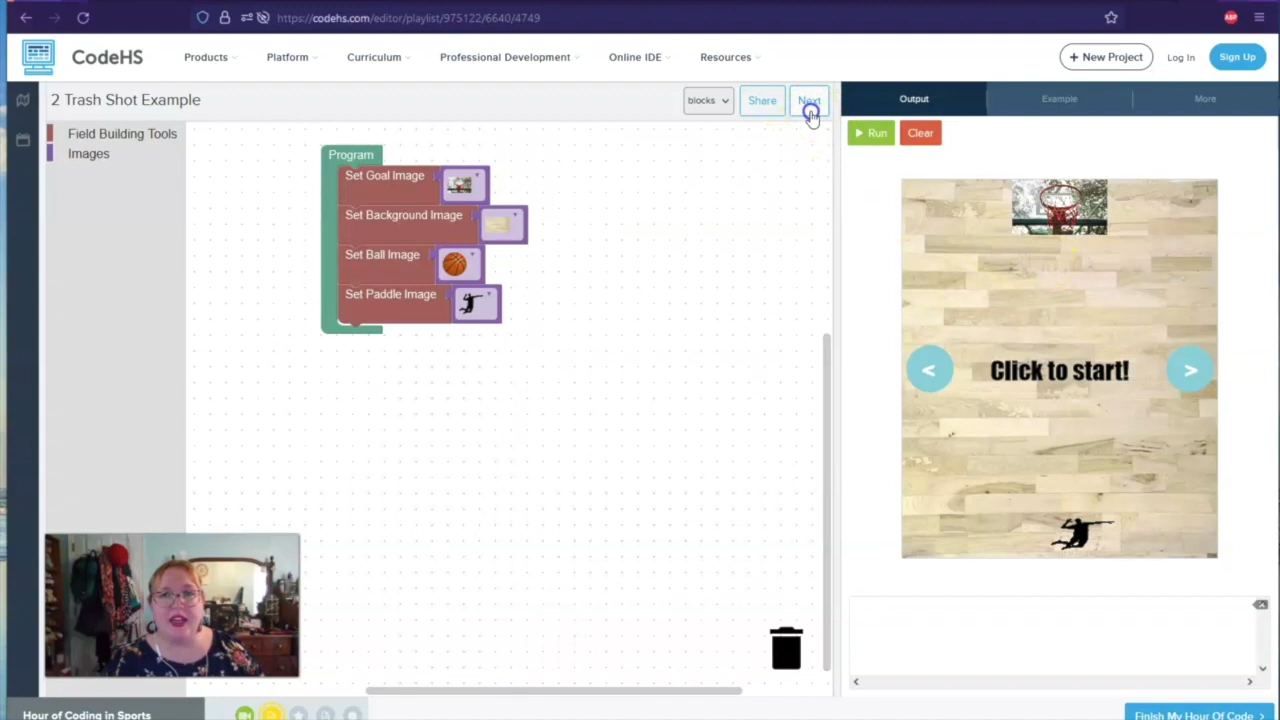 https://codehs.com/editor/playlist/975122/6640/4749
ABP
CodeHS
Products
Platform
Curriculum
Professional Development
Online IDE
Resources
+ New Project
Log In
Sign Up
2 Trash Shot Example
blocks
Share
Next
Output
Example
More
Field Building Tools
Images
Run
Clear
Program
Set Goal Image
Set Background Image
Set Ball Image
Set Paddle Image
<
Click to start!
>
Hour of Coding in Sports
Finish My Hour Of Code >